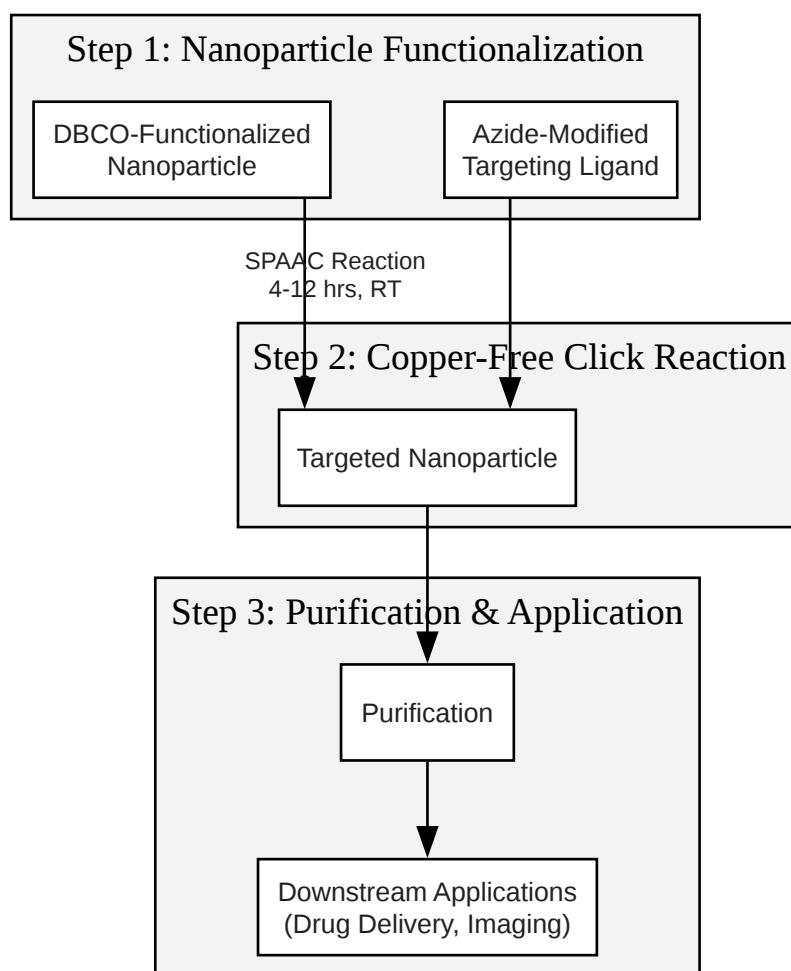 Step 1: Nanoparticle Functionalization
DBCO-Functionalized
Nanoparticle
Azide-Modified
Targeting Ligand
SPAAC Reaction
4-12 hrs, RT
Step 2: Copper-Free Click Reaction
Targeted Nanoparticle
Step 3: Purification & Application
Purification
Downstream Applications
(Drug Delivery, Imaging)